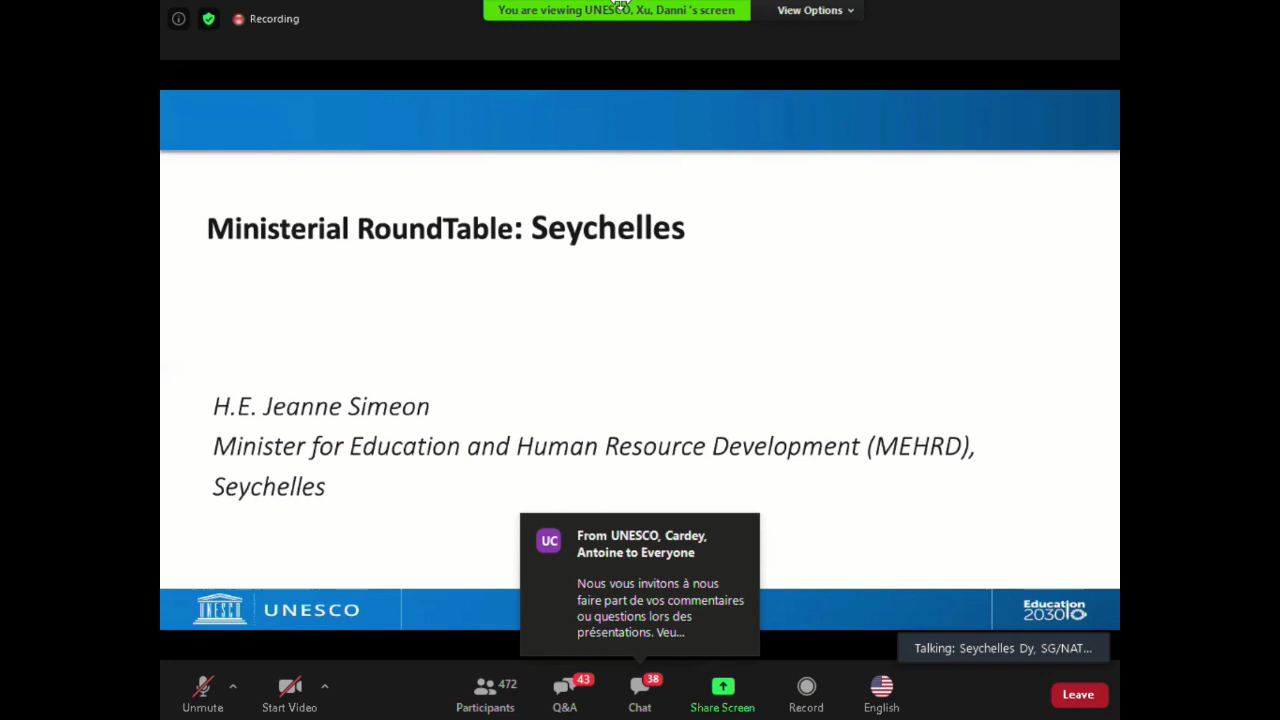 Recording
You are viewing UNESCO, Xu, Danni 's screen
View Options
Ministerial RoundTable: Seychelles
H.E. Jeanne Simeon
Minister for Education and Human Resource Development (MEHRD),
Seychelles
UC
From UNESCO, Cardey,
Antoine to Everyone
Nous vous invitons à nous
faire part de vos commentaires
ou questions lors des
présentations. Veu...
UNESCO
UNESCO
Education
2030
Talking: Seychelles Dy, SG/NAT...
Unmute
Start Video
472
Participants
43
Q&A
38
Chat
Share Screen
Record
English
Leave